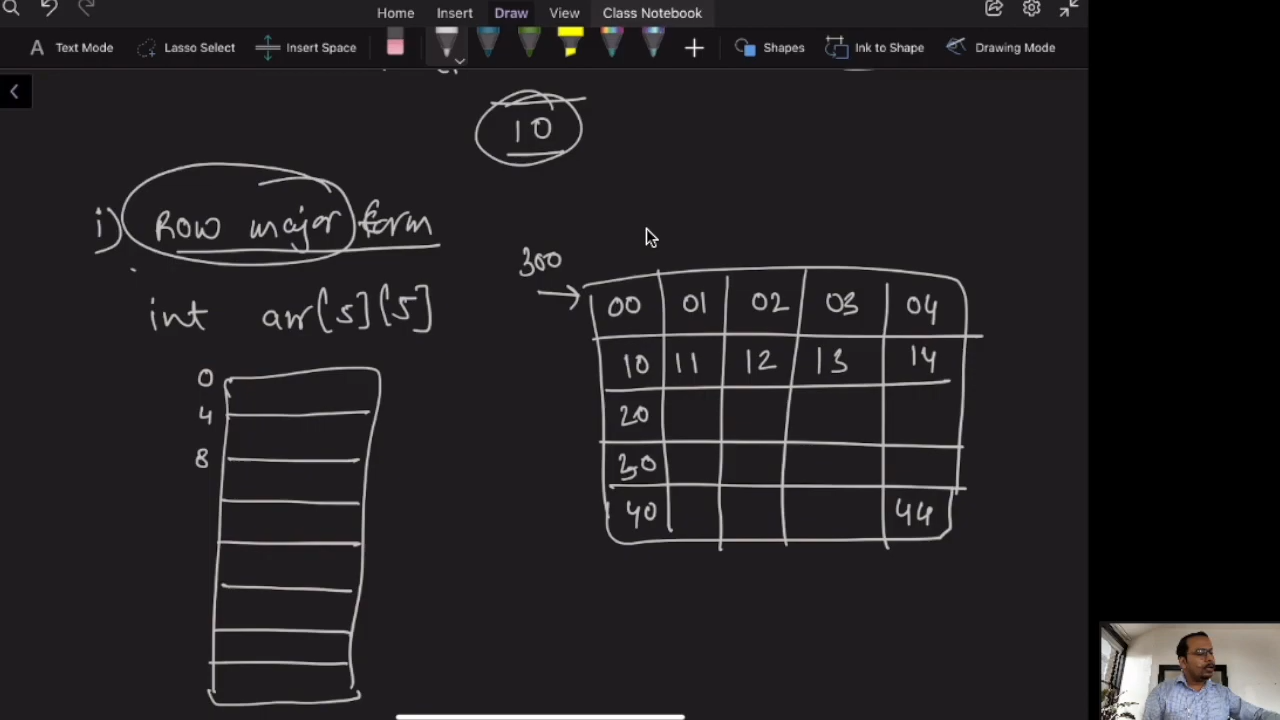 Home Insert Draw View Class Notebook
Text Mode Lasso Select Insert Space Shapes Ink to Shape Drawing Mode
10
i) Row major form
300
int arr[5][5]
00 01 02 03 04
10 11 12 13 14
20
30
40 44
0
4
8